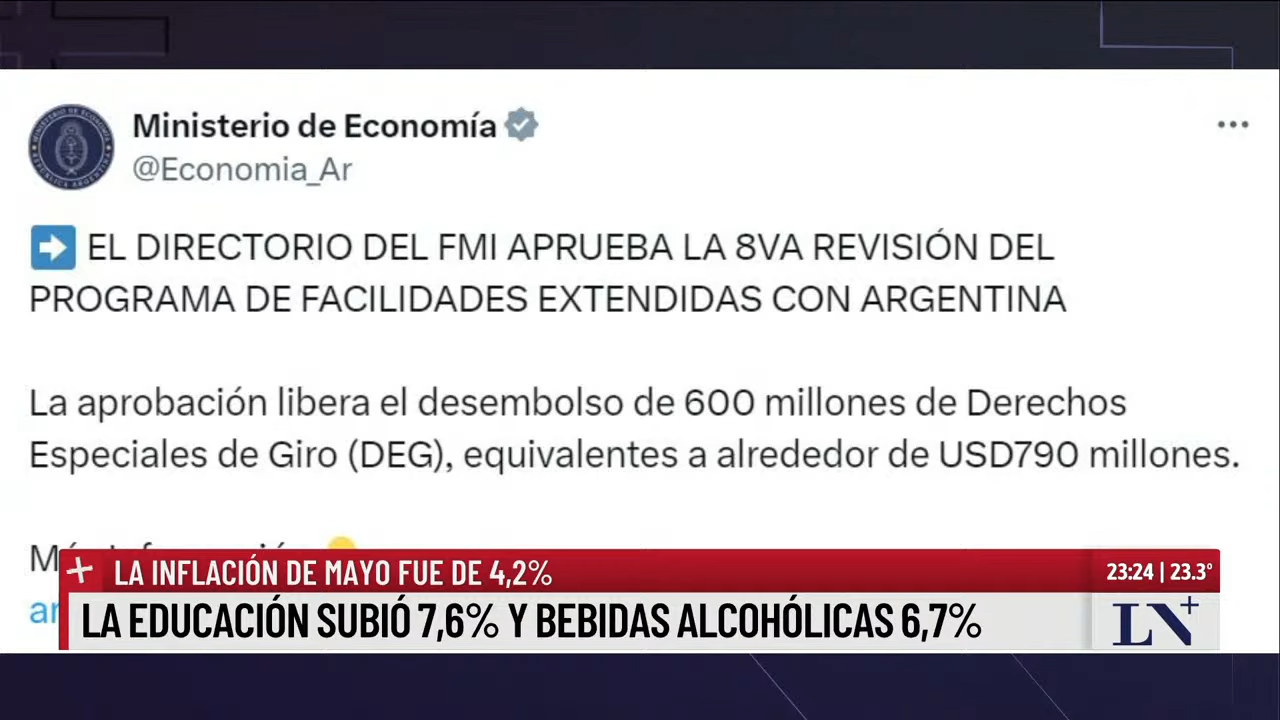 Ministerio de Economía
@Economia_Ar
EL DIRECTORIO DEL FMI APRUEBA LA 8VA REVISIÓN DEL
PROGRAMA DE FACILIDADES EXTENDIDAS CON ARGENTINA
La aprobación libera el desembolso de 600 millones de Derechos
Especiales de Giro (DEG), equivalentes a alrededor de USD790 millones.
LA INFLACIÓN DE MAYO FUE DE 4,2%
23:24 | 23.3°
LA EDUCACIÓN SUBIÓ 7,6% Y BEBIDAS ALCOHÓLICAS 6,7%
LN+